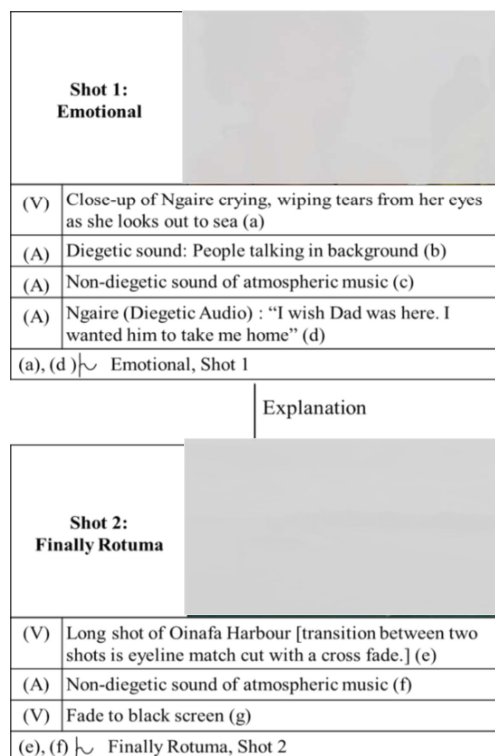 Shot 1:
Emotional
(V) Close-up of Ngaire crying, wiping tears from her eyes
as she looks out to sea (a)
(A) Diegetic sound: People talking in background (b)
(A) Non-diegetic sound of atmospheric music (c)
(A) Ngaire (Diegetic Audio) : “I wish Dad was here. I
wanted him to take me home” (d)
(a), (d )|~ Emotional, Shot 1
Explanation
Shot 2:
Finally Rotuma
(V) Long shot of Oinafa Harbour [transition between two
shots is eyeline match cut with a cross fade.] (e)
(A) Non-diegetic sound of atmospheric music (f)
(V) Fade to black screen (g)
(e), (f) |~ Finally Rotuma, Shot 2